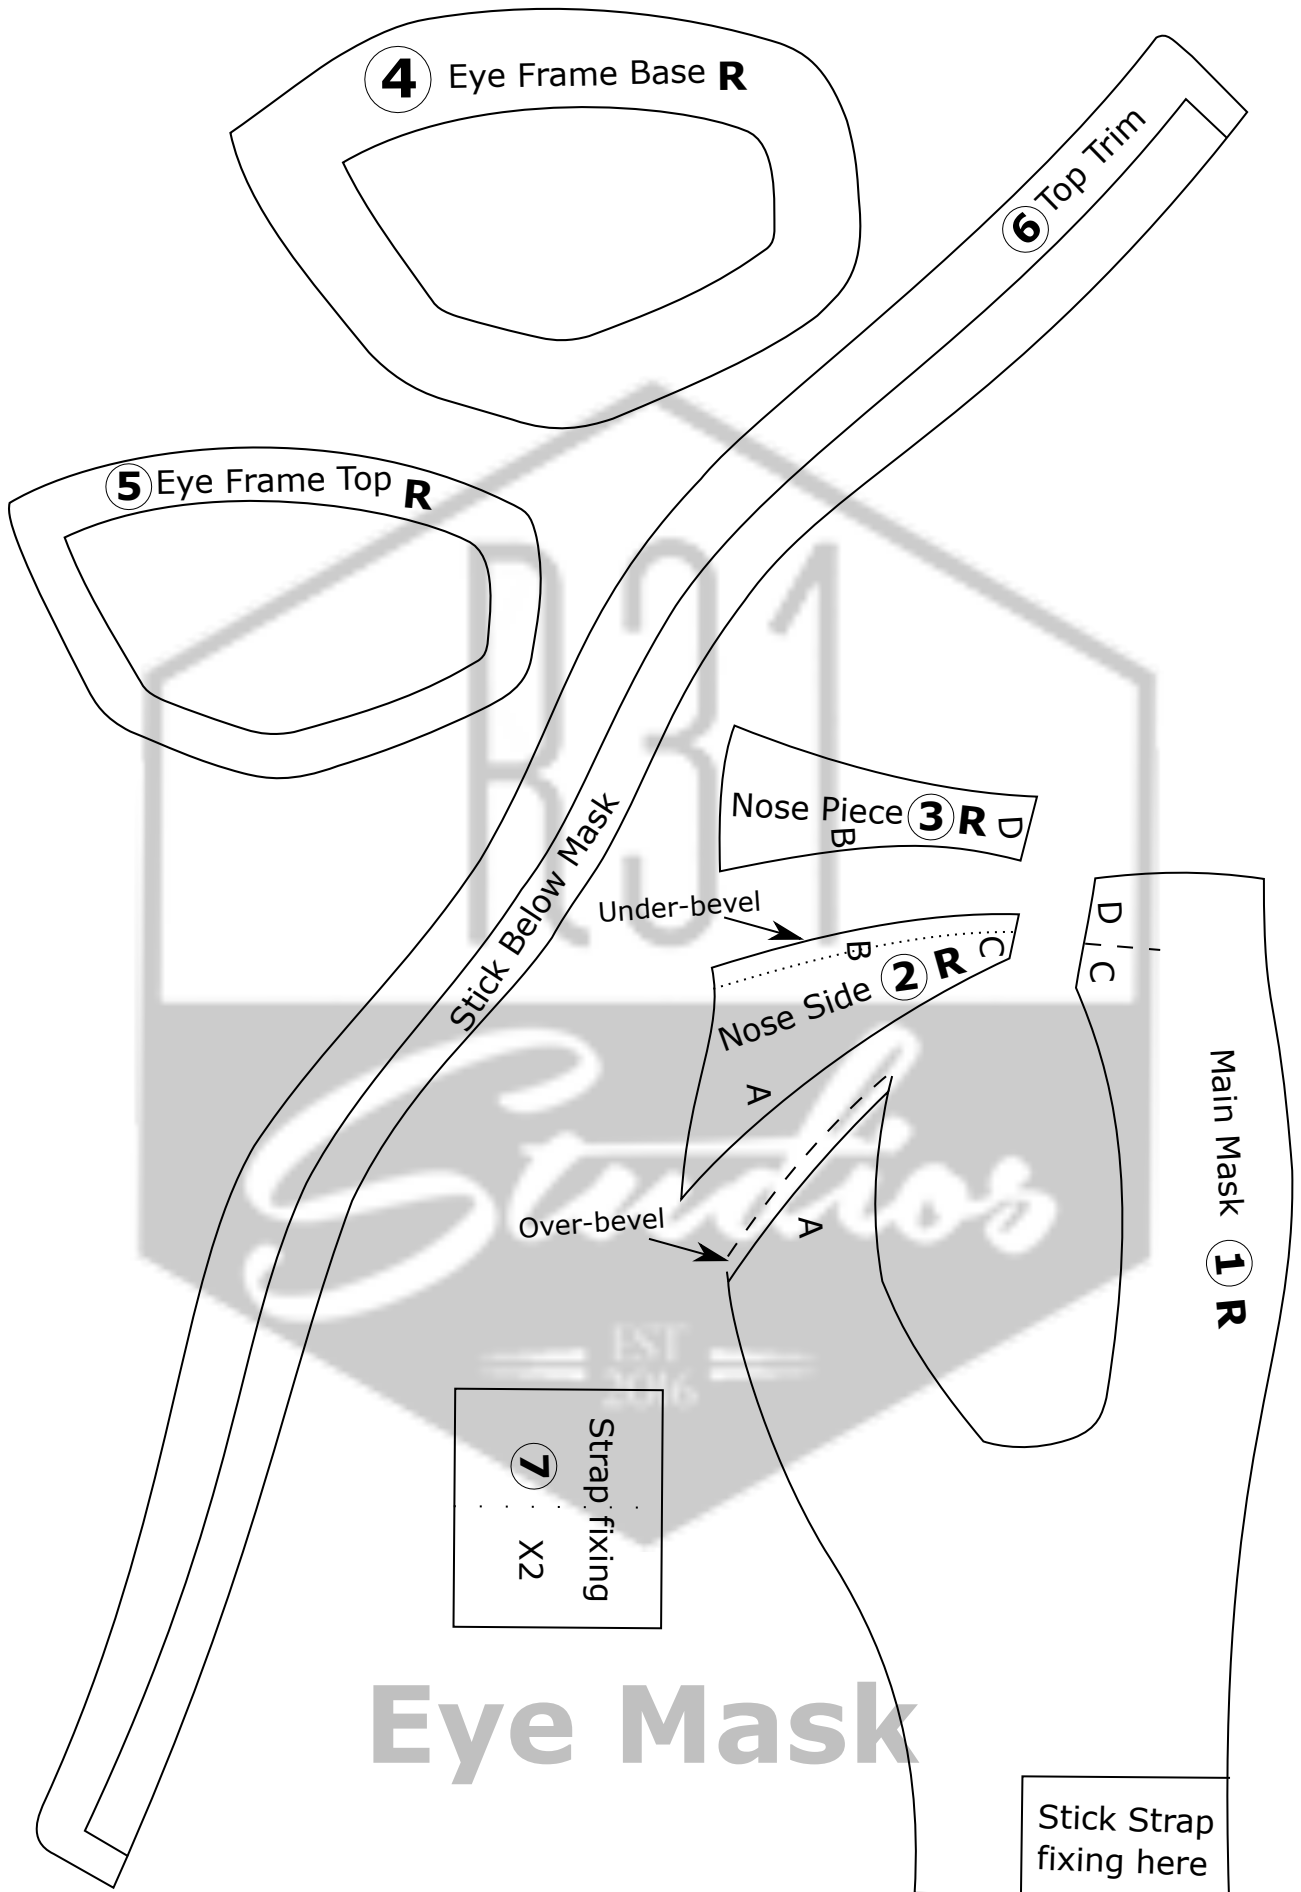 4 Eye Frame Base R
6 Top Trim
5 Eye Frame Top R
R31
Nose Piece 3 R D
B
Under-bevel
B
C
Nose Side 2 R
A
D
C
Stick Below Mask
Main Mask 1 R
Studios
Over-bevel
A
EST
2016
Strap fixing
7 X2
Eye Mask
Stick Strap
fixing here